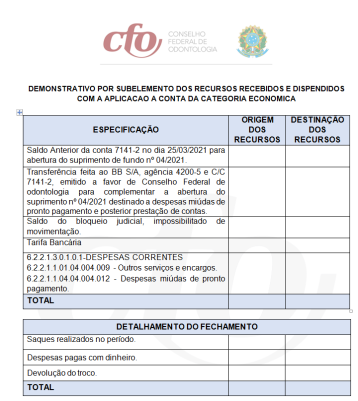 cfo CONSELHO
FEDERAL DE
ODONTOLOGIA
DEMONSTRATIVO POR SUBELEMENTO DOS RECURSOS RECEBIDOS E DISPENDIDOS
COM A APLICACAO A CONTA DA CATEGORIA ECONOMICA
ESPECIFICAÇÃO
ORIGEM
DOS
RECURSOS
DESTINAÇÃO
DOS
RECURSOS
Saldo Anterior da conta 7141-2 no dia 25/03/2021 para
abertura do suprimento de fundo nº 04/2021.
Transferência feita ao BB S/A, agência 4200-5 e C/C
7141-2, emitido a favor de Conselho Federal de
odontologia para complementar a abertura do
suprimento nº 04/2021 destinado a despesas miúdas de
pronto pagamento e posterior prestação de contas.
Saldo do bloqueio judicial, impossibilitado de
movimentação.
Tarifa Bancária
6.2.2.1.3.0.1.0.1-DESPESAS CORRENTES
6.2.2.1.1.01.04.04.009 - Outros serviços e encargos.
6.2.2.1.1.04.04.04.012 - Despesas miúdas de pronto
pagamento.
TOTAL
DETALHAMENTO DO FECHAMENTO
Saques realizados no período.
Despesas pagas com dinheiro.
Devolução do troco.
TOTAL